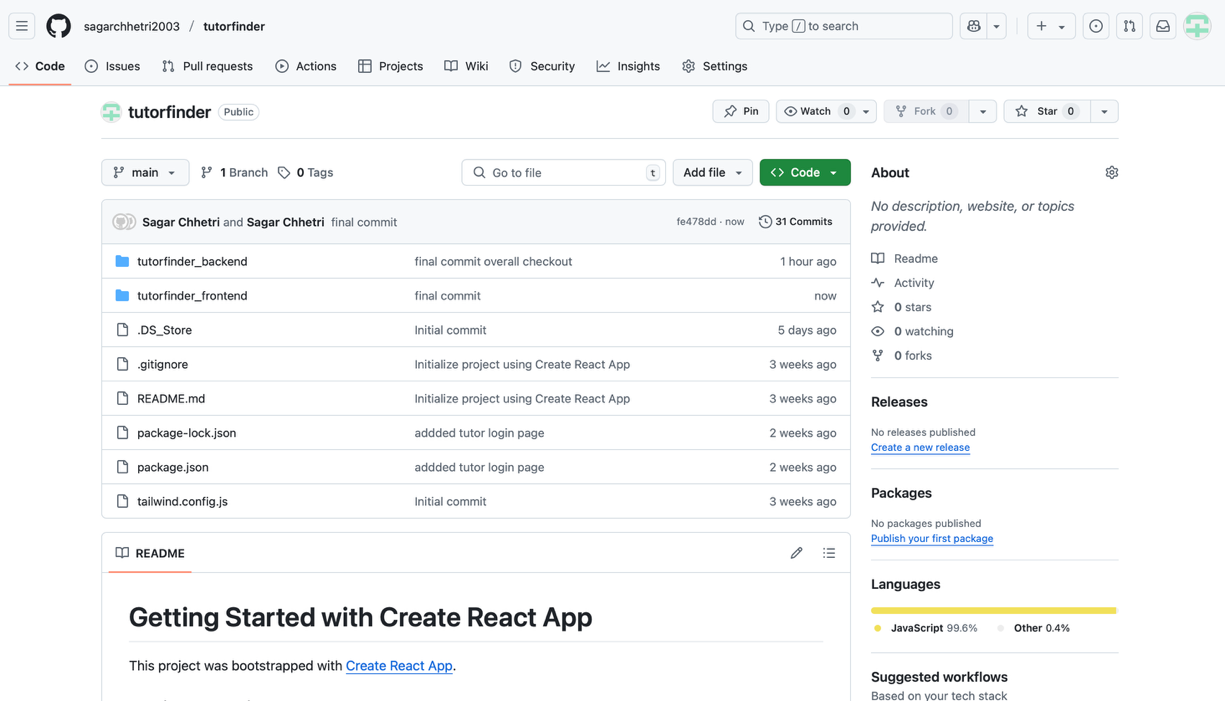 sagarchhetri2003 / tutorfinder
Type / to search
Code Issues Pull requests Actions Projects Wiki Security Insights Settings
tutorfinder Public
Pin Watch 0 Fork 0 Star 0
main 1 Branch 0 Tags Go to file t Add file Code
Sagar Chhetri and Sagar Chhetri final commit fe478dd · now 31 Commits
tutorfinder_backend final commit overall checkout 1 hour ago
tutorfinder_frontend final commit now
.DS_Store Initial commit 5 days ago
.gitignore Initialize project using Create React App 3 weeks ago
README.md Initialize project using Create React App 3 weeks ago
package-lock.json addded tutor login page 2 weeks ago
package.json addded tutor login page 2 weeks ago
tailwind.config.js Initial commit 3 weeks ago
README
Getting Started with Create React App
This project was bootstrapped with Create React App.
About
No description, website, or topics
provided.
Readme
Activity
0 stars
0 watching
0 forks
Releases
No releases published
Create a new release
Packages
No packages published
Publish your first package
Languages
JavaScript 99.6% Other 0.4%
Suggested workflows
Based on your tech stack